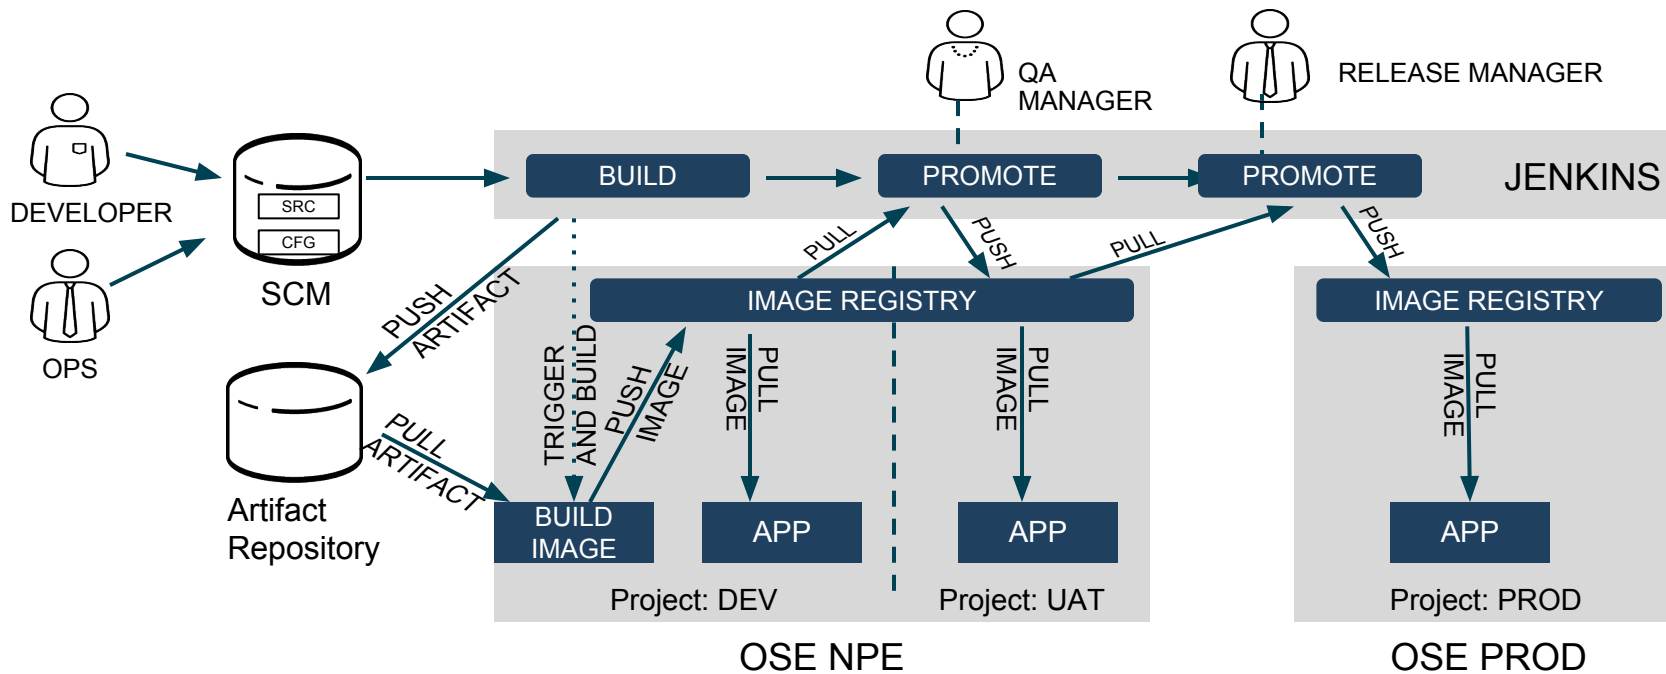 QA
MANAGER
RELEASE MANAGER
DEVELOPER
OPS
SRC
CFG
SCM
BUILD
PROMOTE
PROMOTE
JENKINS
PUSH
ARTIFACT
PULL
PUSH
PULL
PUSH
IMAGE REGISTRY
IMAGE REGISTRY
TRIGGER
AND BUILD
PUSH
IMAGE
PULL
IMAGE
PULL
IMAGE
PULL
IMAGE
PULL
ARTIFACT
Artifact
Repository
BUILD
IMAGE
APP
APP
APP
Project: DEV
Project: UAT
Project: PROD
OSE NPE
OSE PROD